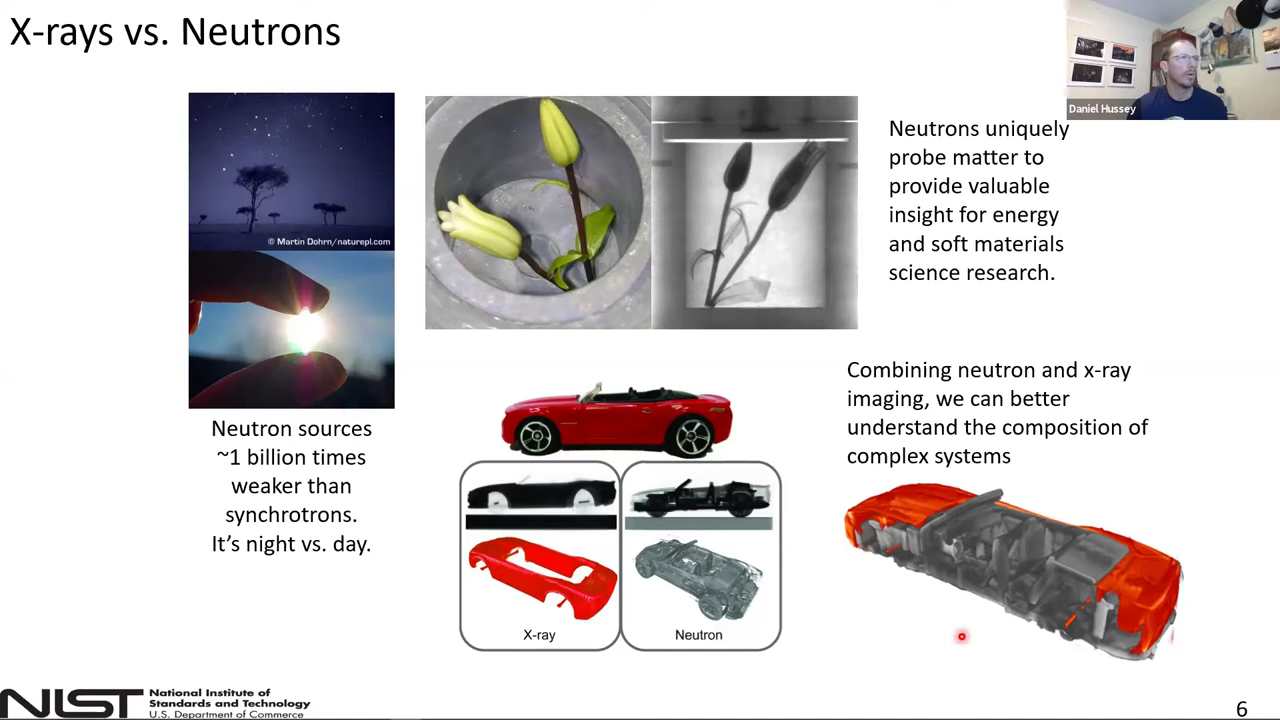 X-rays vs. Neutrons
Daniel Hussey
© Martin Dohrn/naturepl.com
Neutron sources
~1 billion times
weaker than
synchrotrons.
It's night vs. day.
Neutrons uniquely
probe matter to
provide valuable
insight for energy
and soft materials
science research.
Combining neutron and x-ray
imaging, we can better
understand the composition of
complex systems
X-ray
Neutron
NIST
National Institute of
Standards and Technology
U.S. Department of Commerce
6